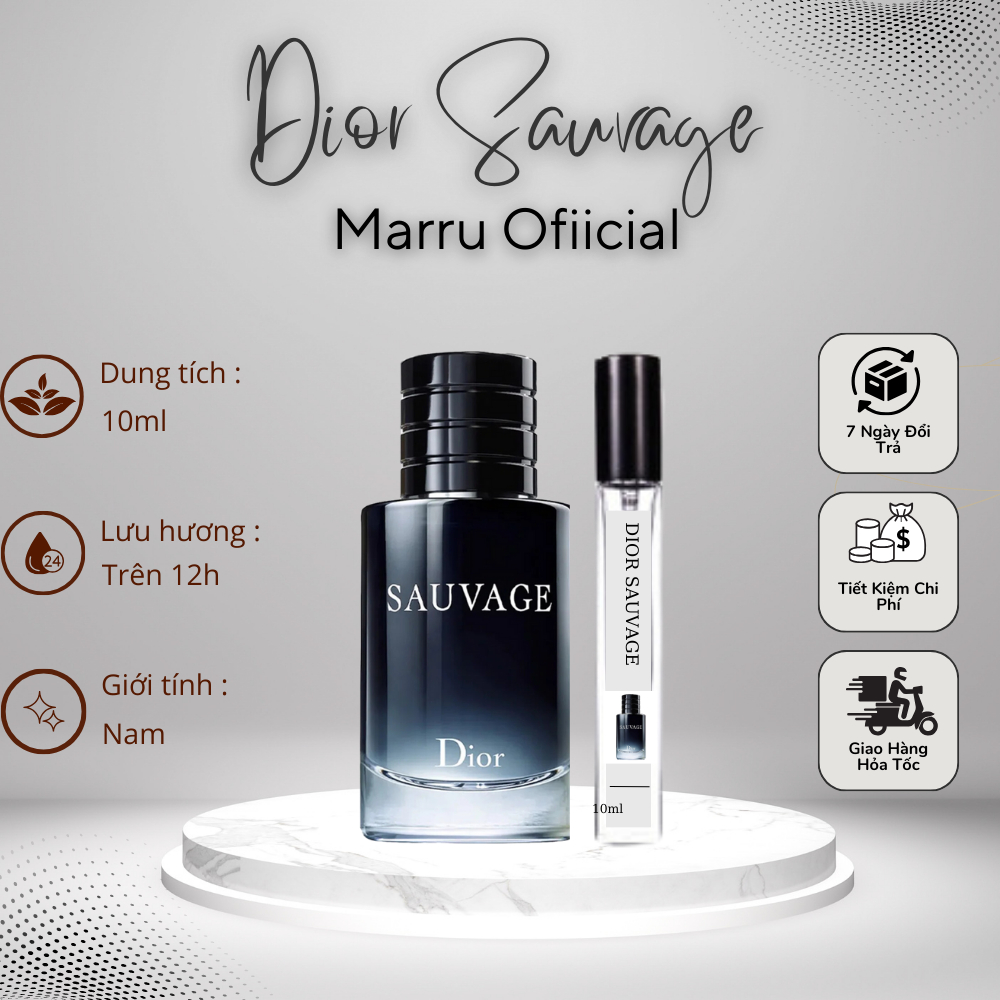 Dior Sauvage
Marru Ofiicial
Dung tích :
10ml
Lưu hương :
Trên 12h
24
Giới tính :
Nam
SAUVAGE
Dior
DIOR SAUVAGE
SAUVAGE
10ml
7 Ngày Đổi
Trả
$
Tiết Kiệm Chi
Phí
Giao Hàng
Hỏa Tốc